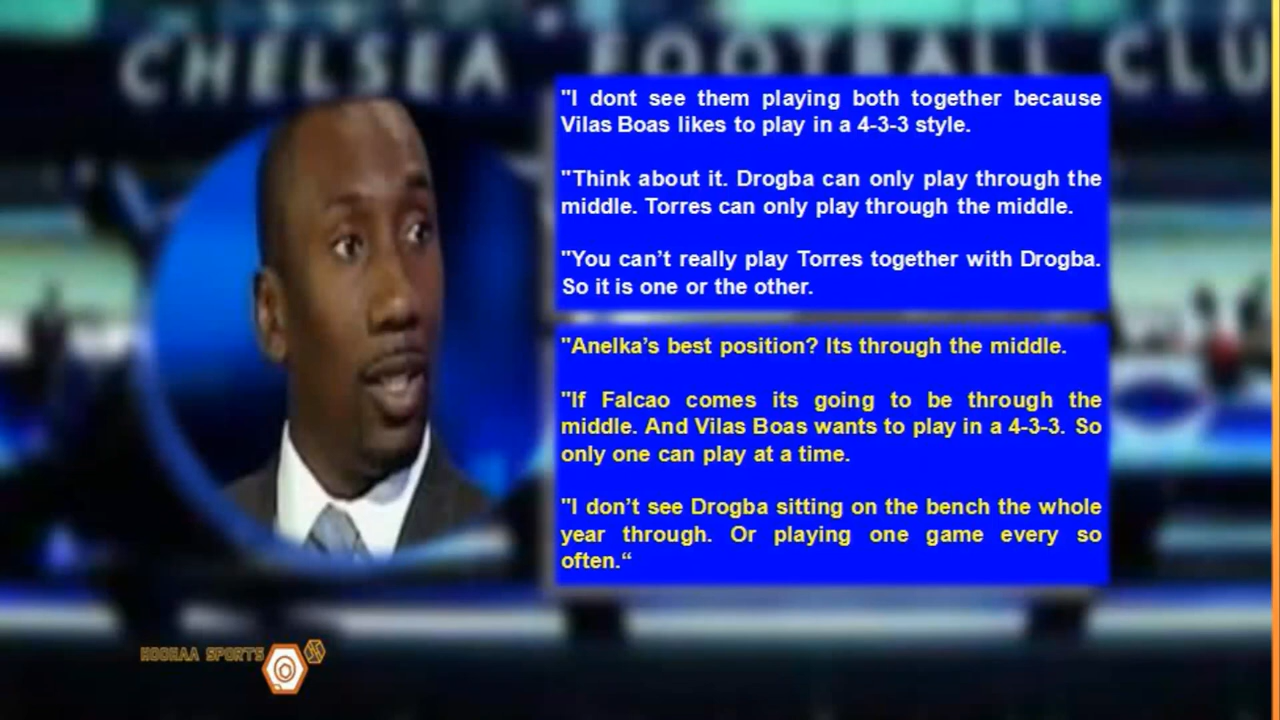 CHELSEA FOOTBALL CLU
"I dont see them playing both together because
Vilas Boas likes to play in a 4-3-3 style.
"Think about it. Drogba can only play through the
middle. Torres can only play through the middle.
"You can’t really play Torres together with Drogba.
So it is one or the other.
"Anelka’s best position? Its through the middle.
"If Falcao comes its going to be through the
middle. And Vilas Boas wants to play in a 4-3-3. So
only one can play at a time.
"I don’t see Drogba sitting on the bench the whole
year through. Or playing one game every so
often.“
HOOHAA SPORTS